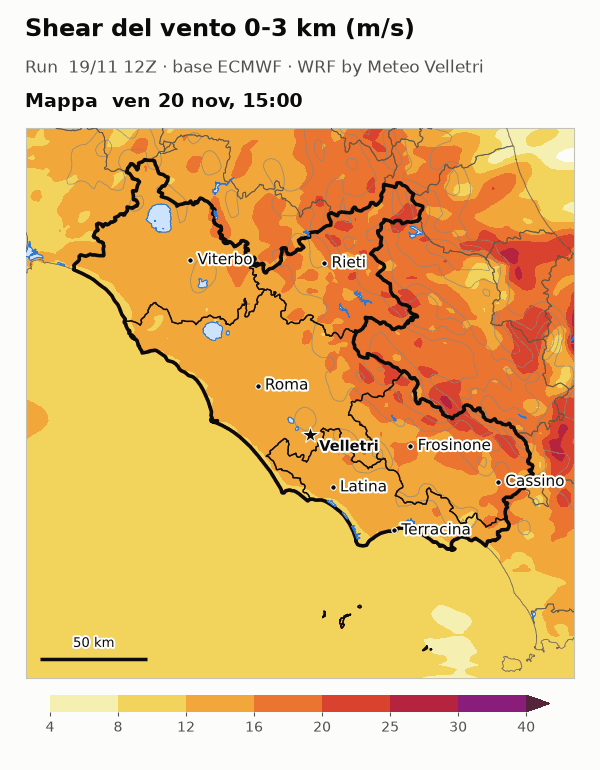 Shear del vento 0-3 km (m/s)
Run  19/11 12Z · base ECMWF · WRF by Meteo Velletri
Mappa  ven 20 nov, 15:00
Viterbo
Rieti
Roma
Velletri
Frosinone
Latina
Cassino
Terracina
50 km
4 8 12 16 20 25 30 40